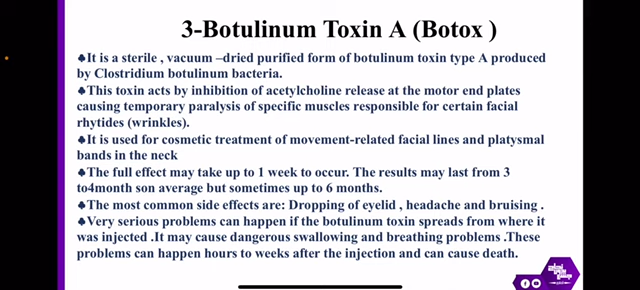 3-Botulinum Toxin A (Botox )
♣It is a sterile , vacuum –dried purified form of botulinum toxin type A produced
by Clostridium botulinum bacteria.
♣This toxin acts by inhibition of acetylcholine release at the motor end plates
causing temporary paralysis of specific muscles responsible for certain facial
rhytides (wrinkles).
♣It is used for cosmetic treatment of movement-related facial lines and platysmal
bands in the neck
♣The full effect may take up to 1 week to occur. The results may last from 3
to4month son average but sometimes up to 6 months.
♣The most common side effects are: Dropping of eyelid , headache and bruising .
♣Very serious problems can happen if the botulinum toxin spreads from where it
was injected .It may cause dangerous swallowing and breathing problems .These
problems can happen hours to weeks after the injection and can cause death.